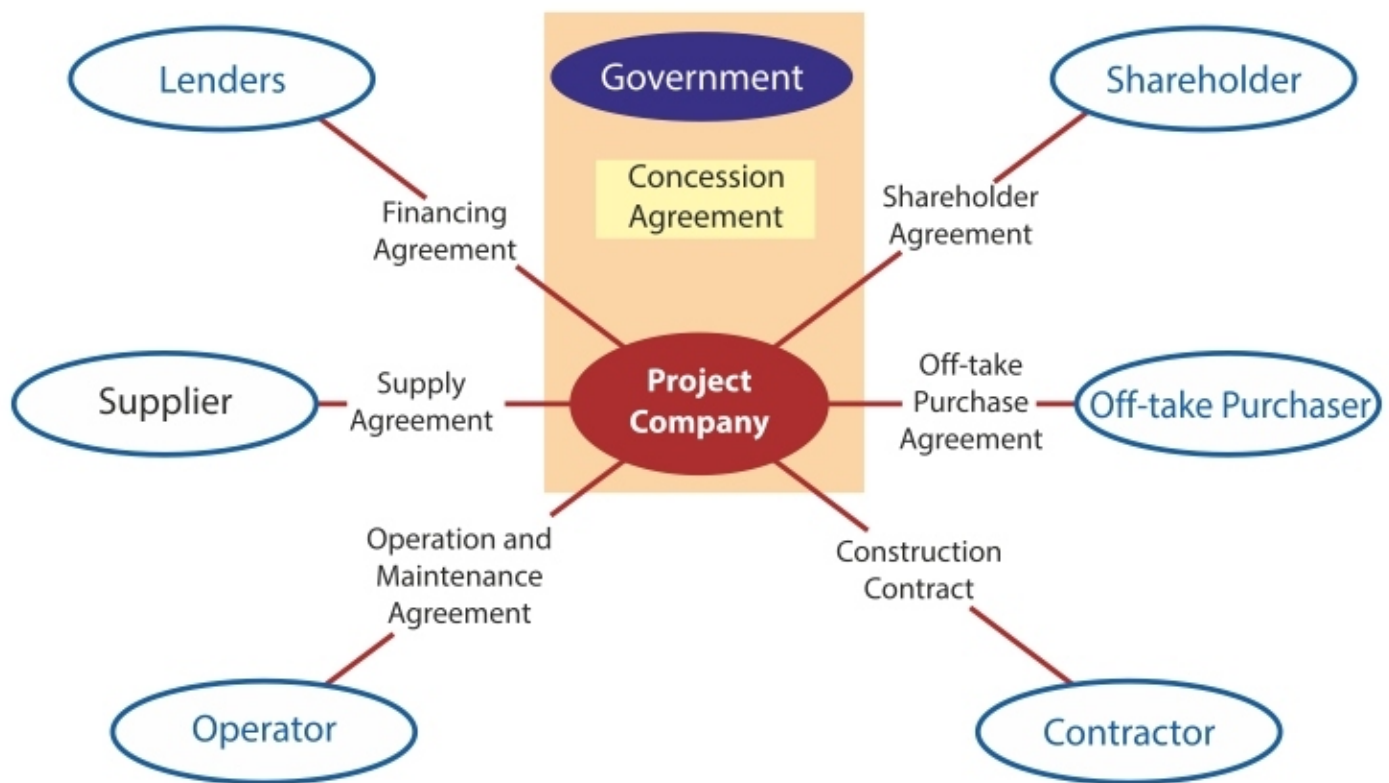 Lenders
Government
Shareholder
Concession
Agreement
Financing
Agreement
Shareholder
Agreement
Supplier
Supply
Agreement
Project
Company
Off-take
Purchase
Agreement
Off-take Purchaser
Operation and
Maintenance
Agreement
Construction
Contract
Operator
Contractor